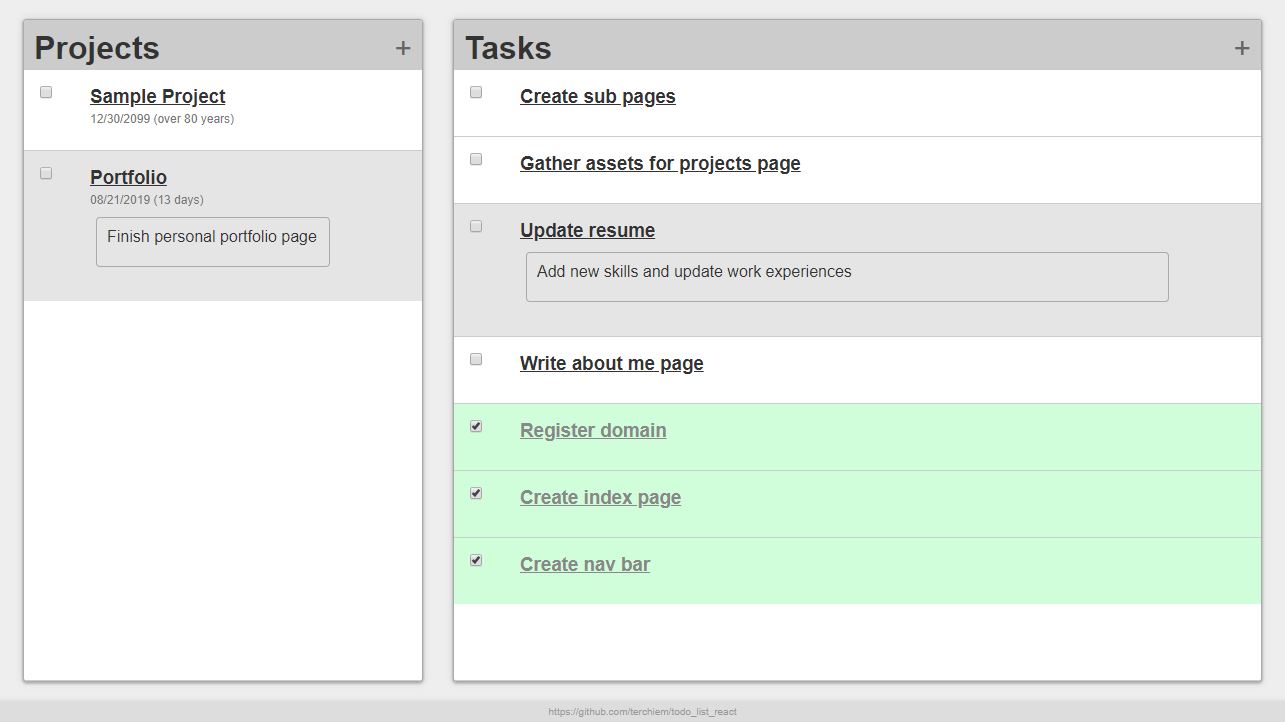 Projects
+
Sample Project
12/30/2099 (over 80 years)
Portfolio
08/21/2019 (13 days)
Finish personal portfolio page
Tasks
+
Create sub pages
Gather assets for projects page
Update resume
Add new skills and update work experiences
Write about me page
Register domain
Create index page
Create nav bar
https://github.com/terchiem/todo_list_react